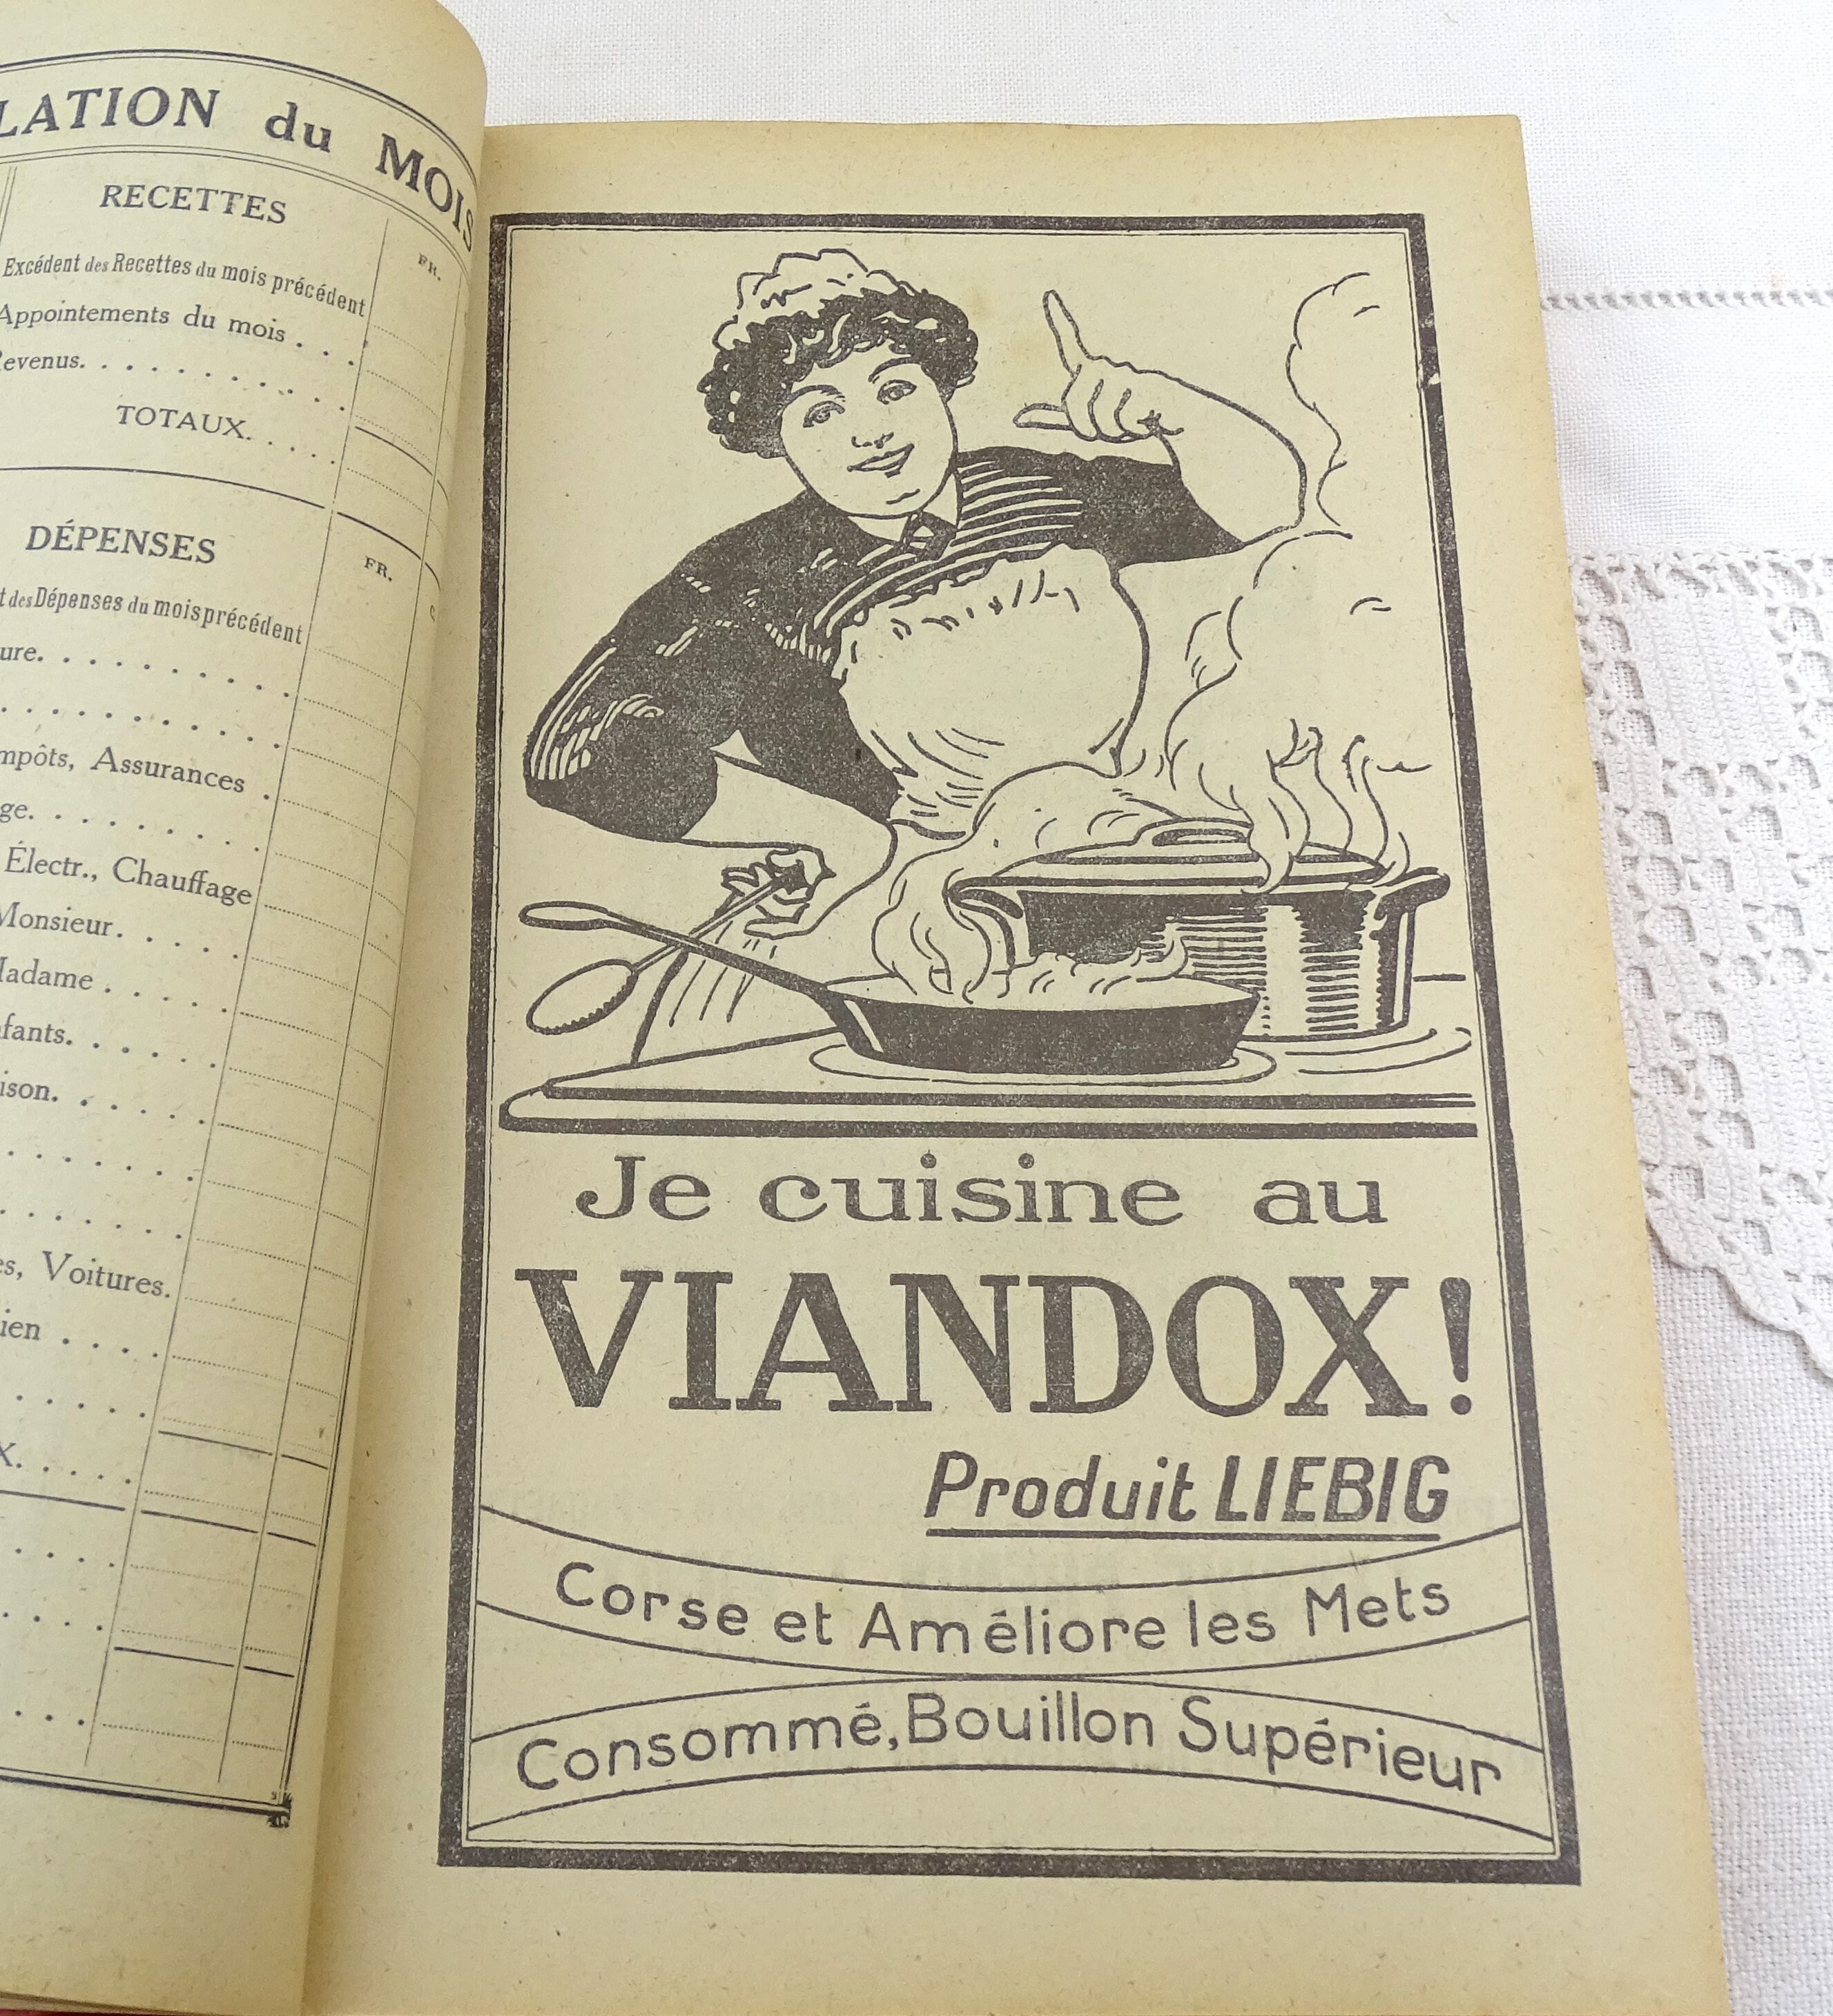 LATION du MOIS
RECETTES
FR.
Excédent des Recettes du mois précédent
Appointements du mois . . .
evenus. . . . . . . . . .
TOTAUX. . . . .
DÉPENSES
FR.
t des Dépenses du mois précédent
ure. . . . . . . . .
mpôts, Assurances .
ge. . . . . . . . .
Électr., Chauffage
Monsieur. . . . .
adame . . . .
fants. . . . . .
ison. . . . . .
es, Voitures.
ien . . . .
X. . . . .
Je cuisine au
VIANDOX!
Produit LIEBIG
Corse et Améliore les Mets
Consommé, Bouillon Supérieur